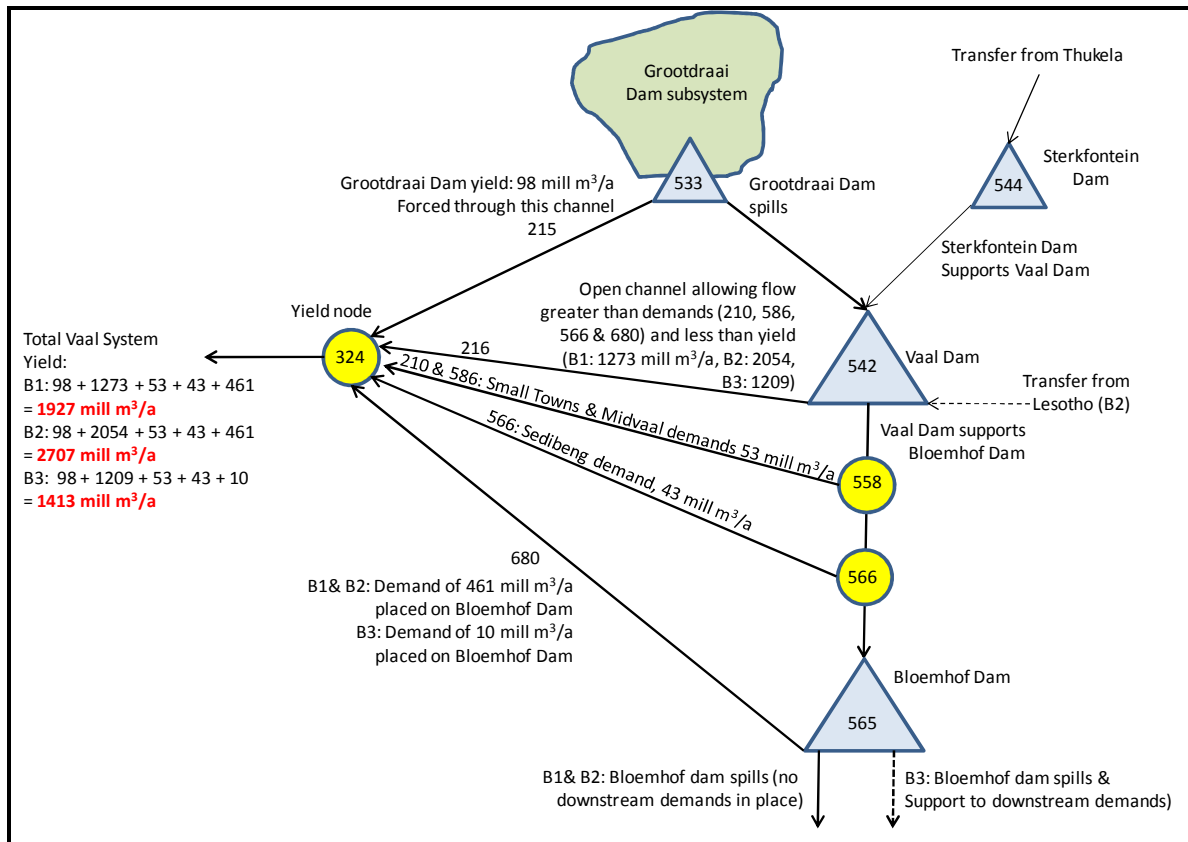 Grootdraai
Dam subsystem
533
Transfer from Thukela
544
Sterkfontein
Dam
Grootdraai Dam yield: 98 mill m³/a
Forced through this channel
215
Grootdraai Dam
spills
Sterkfontein Dam
Supports Vaal Dam
Open channel allowing flow
greater than demands (210, 586,
566 & 680) and less than yield
(B1: 1273 mill m³/a, B2: 2054,
B3: 1209)
Yield node
324
216
542
Vaal Dam
Transfer from
Lesotho (B2)
Vaal Dam supports
Bloemhof Dam
Total Vaal System
Yield:
B1: 98 + 1273 + 53 + 43 + 461
= 1927 mill m³/a
B2: 98 + 2054 + 53 + 43 + 461
= 2707 mill m³/a
B3:  98 + 1209 + 53 + 43 + 10
= 1413 mill m³/a
210 & 586: Small Towns & Midvaal demands 53 mill m³/a
558
566: Sedibeng demand, 43 mill m³/a
566
680
B1& B2: Demand of 461 mill m³/a
placed on Bloemhof Dam
B3: Demand of 10 mill m³/a
placed on Bloemhof Dam
Bloemhof Dam
565
B1& B2: Bloemhof dam spills (no
downstream demands in place)
B3: Bloemhof dam spills &
Support to downstream demands)